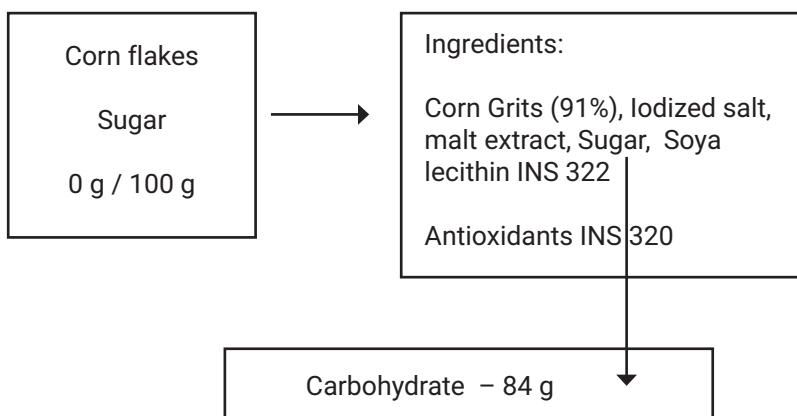 Corn flakes
Sugar
0 g / 100 g
Ingredients:
Corn Grits (91%), Iodized salt,
malt extract, Sugar, Soya
lecithin INS 322
Antioxidants INS 320
Carbohydrate – 84 g